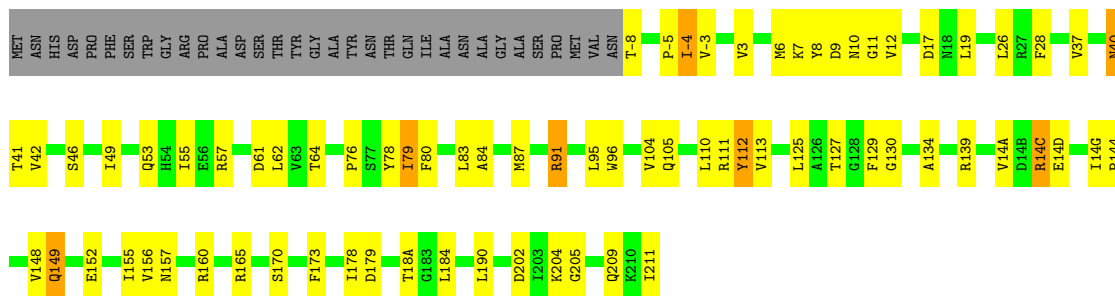 MET ASN HIS ASP PRO PHE SER TRP GLY ARG PRO ALA ASP SER THR TYR GLY ALA TYR ASN THR GLN ILE ALA ASN ALA GLY ALA SER PRO MET VAL ASN T-8 P-5 I-4 V-3 V3 M6 K7 Y8 D9 N10 G11 V12 D17 N18 L19 L26 R27 F28 V37
T41 V42 S46 I49 Q53 H54 I55 E56 R57 D61 L62 V63 T64 P76 S77 Y78 I79 F80 L83 A84 M87 R91 L95 W96 V104 Q105 L110 R111 Y112 V113 L125 A126 T127 G128 F129 G130 A134 R139 V14A D14B R14C E14D I14G
V148 Q149 E152 I155 V156 N157 R160 R165 S170 F173 I178 D179 T18A G183 L184 L190 D202 I203 K204 G205 Q209 K210 I211